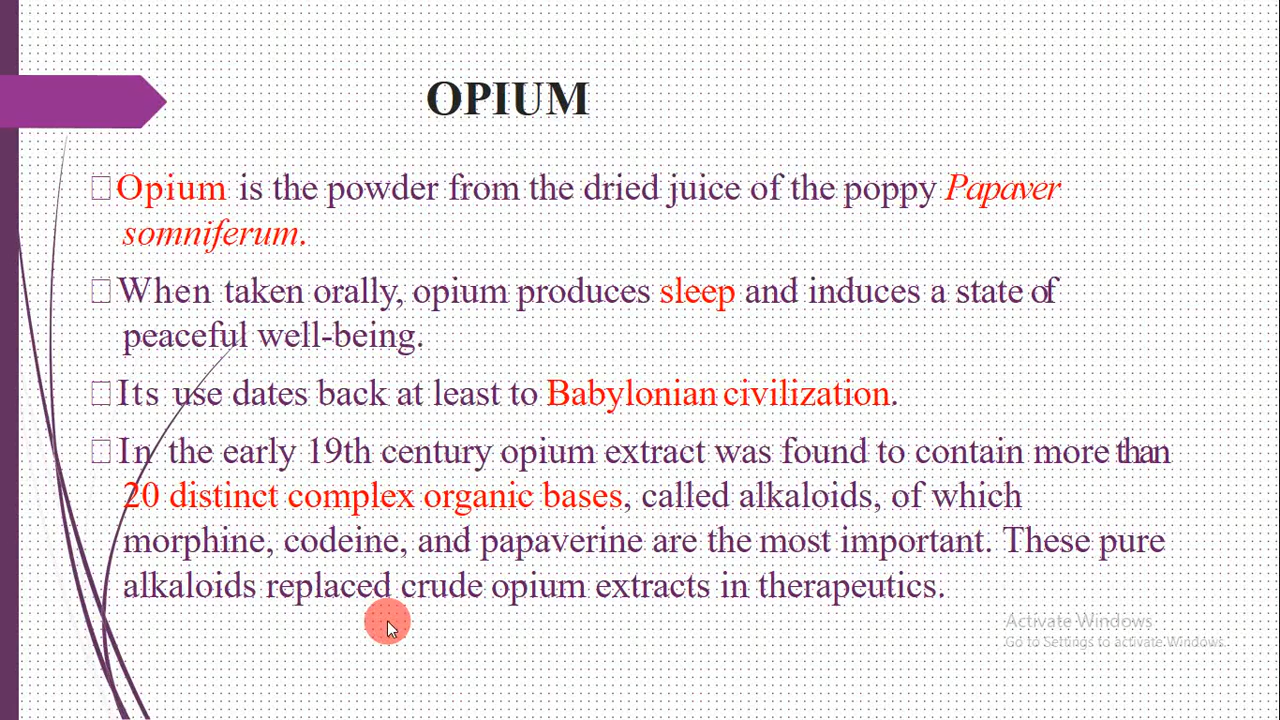 OPIUM
Opium is the powder from the dried juice of the poppy Papaver
somniferum.
When taken orally, opium produces sleep and induces a state of
peaceful well-being.
Its use dates back at least to Babylonian civilization.
In the early 19th century opium extract was found to contain more than
20 distinct complex organic bases, called alkaloids, of which
morphine, codeine, and papaverine are the most important. These pure
alkaloids replaced crude opium extracts in therapeutics.
Activate Windows
Go to Settings to activate Windows.